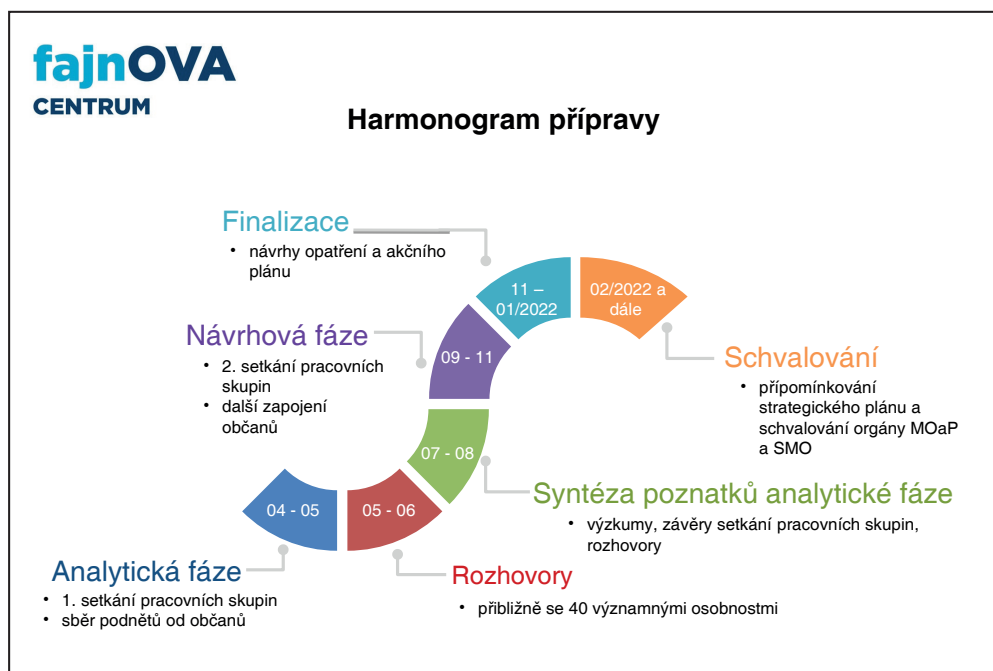 fajnOVA
CENTRUM
Harmonogram přípravy
Finalizace
• návrhy opatření a akčního
plánu
11 –
01/2022
02/2022 a
dále
Návrhová fáze
• 2. setkání pracovních
skupin
• další zapojení
občanů
09 - 11
Schvalování
• přípomínkování
strategického plánu a
schvalování orgány MOaP
a SMO
07 - 08
Syntéza poznatků analytické fáze
• výzkumy, závěry setkání pracovních skupin,
rozhovory
04 - 05
05 - 06
Analytická fáze
• 1. setkání pracovních skupin
• sběr podnětů od občanů
Rozhovory
• přibližně se 40 významnými osobnostmi